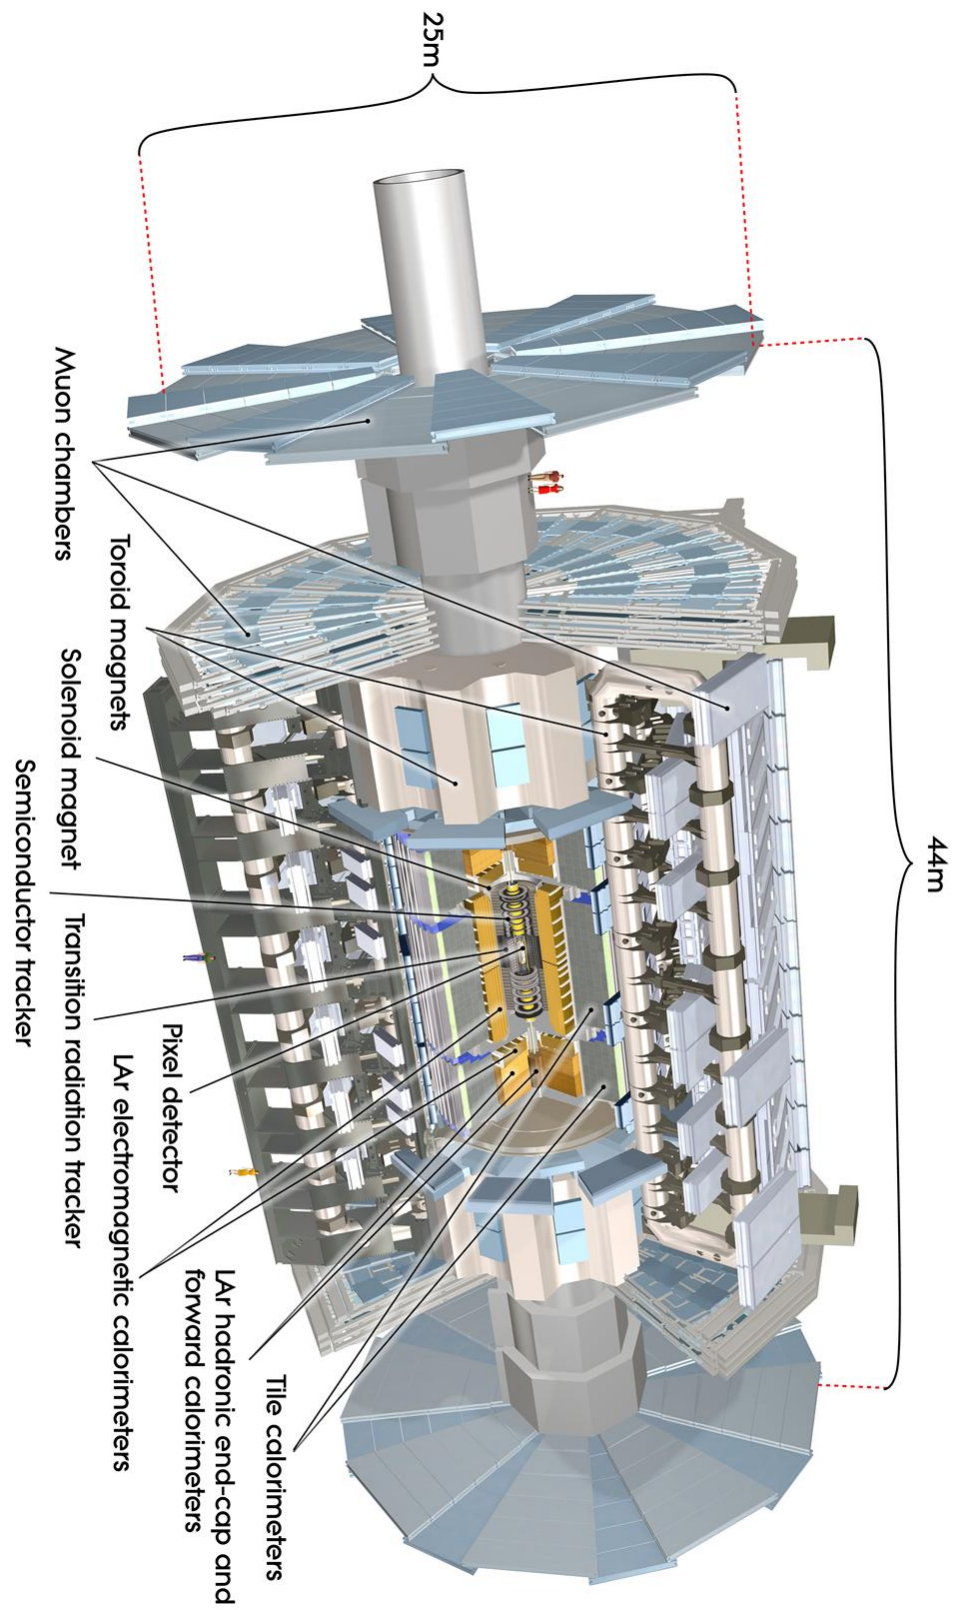 44m
25m
Tile calorimeters
LAr hadronic end-cap and
forward calorimeters
LAr electromagnetic calorimeters
Pixel detector
Toroid magnets
Muon chambers
Solenoid magnet
Transition radiation tracker
Semiconductor tracker